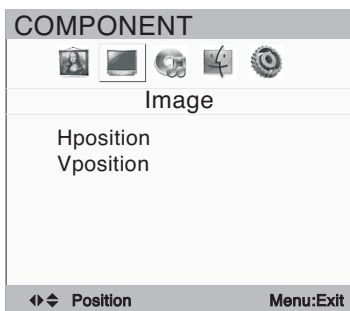 COMPONENT
Image
Hposition
Vposition
Position Menu:Exit